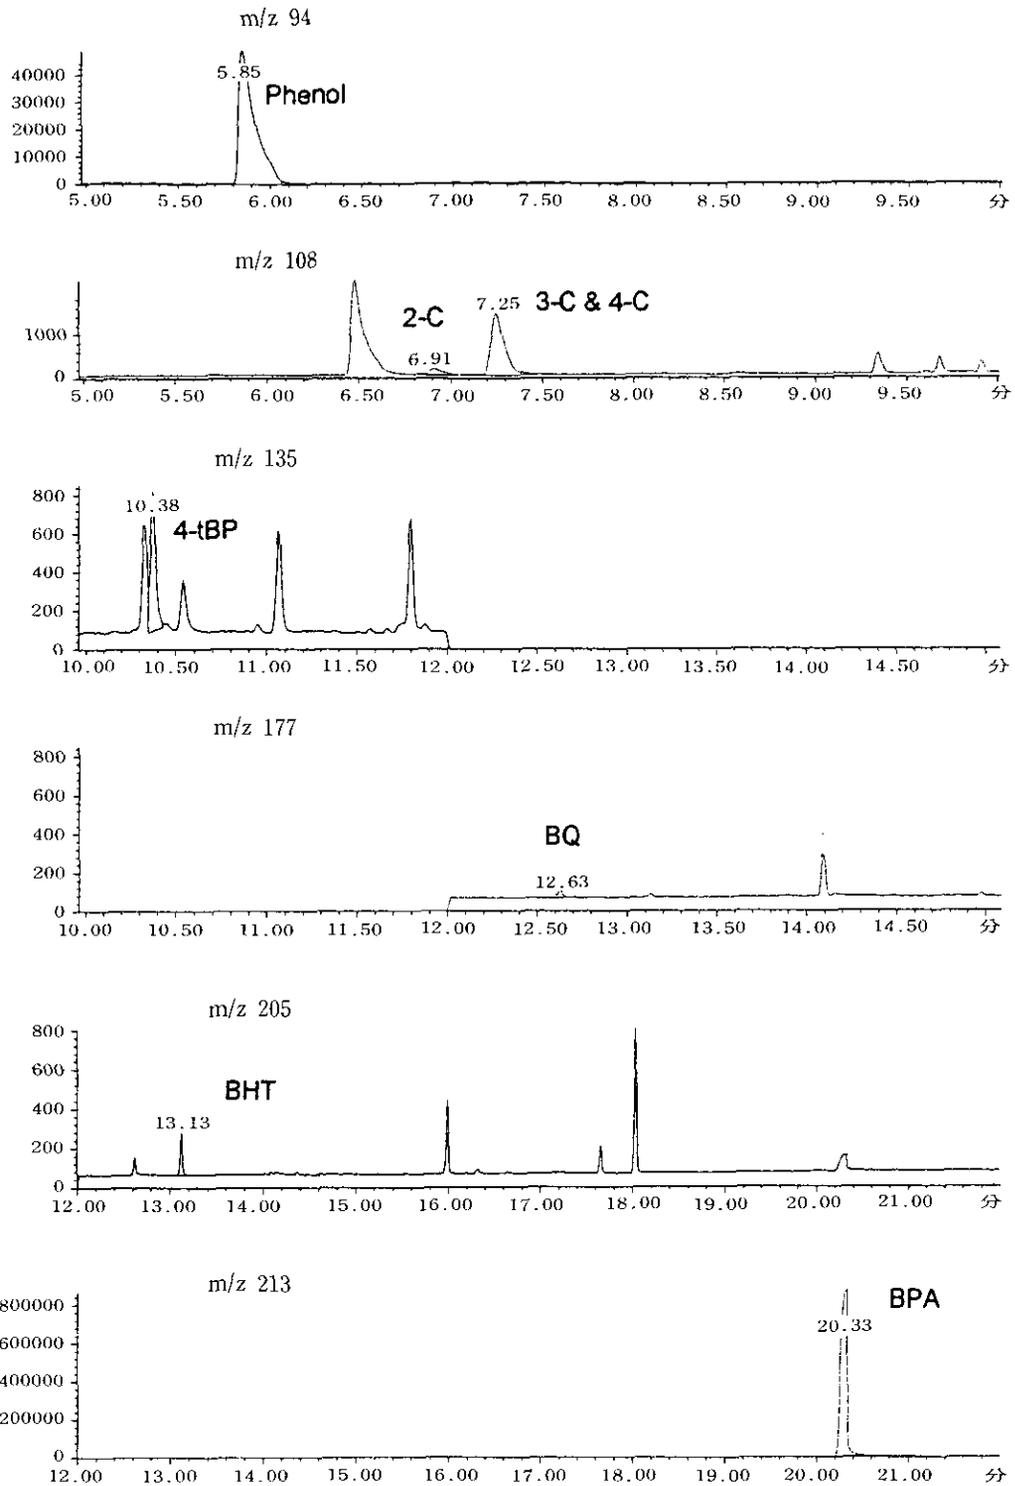 m/z 94
40000
30000
20000
10000
0
5.85
Phenol
5.00 5.50 6.00 6.50 7.00 7.50 8.00 8.50 9.00 9.50 分
m/z 108
1000
0
2-C
6.91
7.25 3-C & 4-C
5.00 5.50 6.00 6.50 7.00 7.50 8.00 8.50 9.00 9.50 分
m/z 135
800
600
400
200
0
10.38
4-tBP
10.00 10.50 11.00 11.50 12.00 12.50 13.00 13.50 14.00 14.50 分
m/z 177
800
600
400
200
0
BQ
12.63
10.00 10.50 11.00 11.50 12.00 12.50 13.00 13.50 14.00 14.50 分
m/z 205
800
600
400
200
0
BHT
13.13
12.00 13.00 14.00 15.00 16.00 17.00 18.00 19.00 20.00 21.00 分
m/z 213
800000
600000
400000
200000
0
BPA
20.33
12.00 13.00 14.00 15.00 16.00 17.00 18.00 19.00 20.00 21.00 分